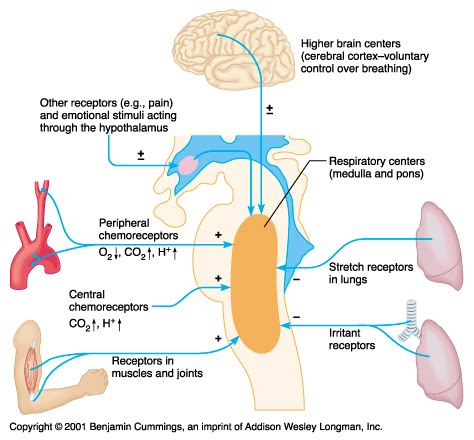 Higher brain centers
(cerebral cortex–voluntary
control over breathing)
±
Other receptors (e.g., pain)
and emotional stimuli acting
through the hypothalamus
±
Respiratory centers
(medulla and pons)
Peripheral
chemoreceptors
O₂↓, CO₂↑, H⁺↑
+
Stretch receptors
in lungs
–
Central
chemoreceptors
CO₂↑, H⁺↑
+
Irritant
receptors
–
Receptors in
muscles and joints
+
Copyright © 2001 Benjamin Cummings, an imprint of Addison Wesley Longman, Inc.